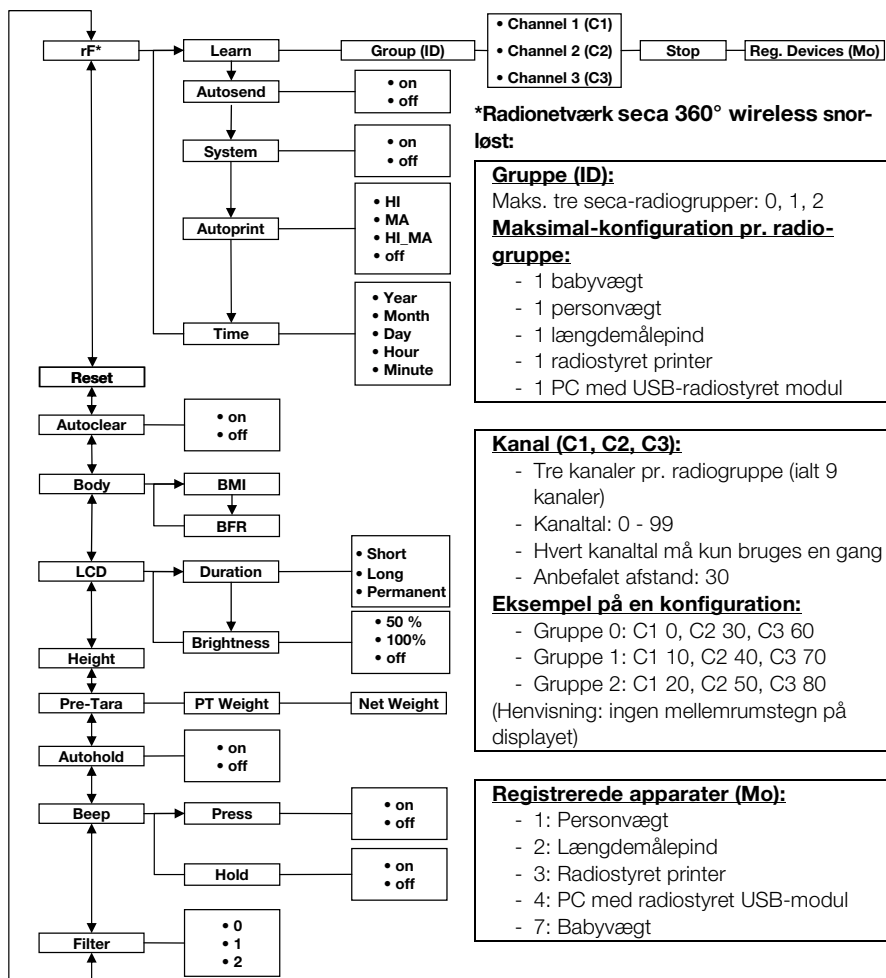 rF*
Learn
Group (ID)
• Channel 1 (C1)
• Channel 2 (C2)
• Channel 3 (C3)
Stop
Reg. Devices (Mo)
Autosend
• on
• off
System
• on
• off
Autoprint
• HI
• MA
• HI_MA
• off
Time
• Year
• Month
• Day
• Hour
• Minute
Reset
Autoclear
• on
• off
Body
BMI
BFR
LCD
Duration
• Short
• Long
• Permanent
Brightness
• 50 %
• 100%
• off
Height
Pre-Tara
PT Weight
Net Weight
Autohold
• on
• off
Beep
Press
• on
• off
Hold
• on
• off
Filter
• 0
• 1
• 2
*Radionetværk seca 360° wireless snor-
løst:
Gruppe (ID):
Maks. tre seca-radiogrupper: 0, 1, 2
Maksimal-konfiguration pr. radio-
gruppe:
- 1 babyvægt
- 1 personvægt
- 1 længdemålepind
- 1 radiostyret printer
- 1 PC med USB-radiostyret modul
Kanal (C1, C2, C3):
- Tre kanaler pr. radiogruppe (ialt 9
kanaler)
- Kanaltal: 0 - 99
- Hvert kanaltal må kun bruges en gang
- Anbefalet afstand: 30
Eksempel på en konfiguration:
- Gruppe 0: C1 0, C2 30, C3 60
- Gruppe 1: C1 10, C2 40, C3 70
- Gruppe 2: C1 20, C2 50, C3 80
(Henvisning: ingen mellemrumstegn på
displayet)
Registrerede apparater (Mo):
- 1: Personvægt
- 2: Længdemålepind
- 3: Radiostyret printer
- 4: PC med radiostyret USB-modul
- 7: Babyvægt